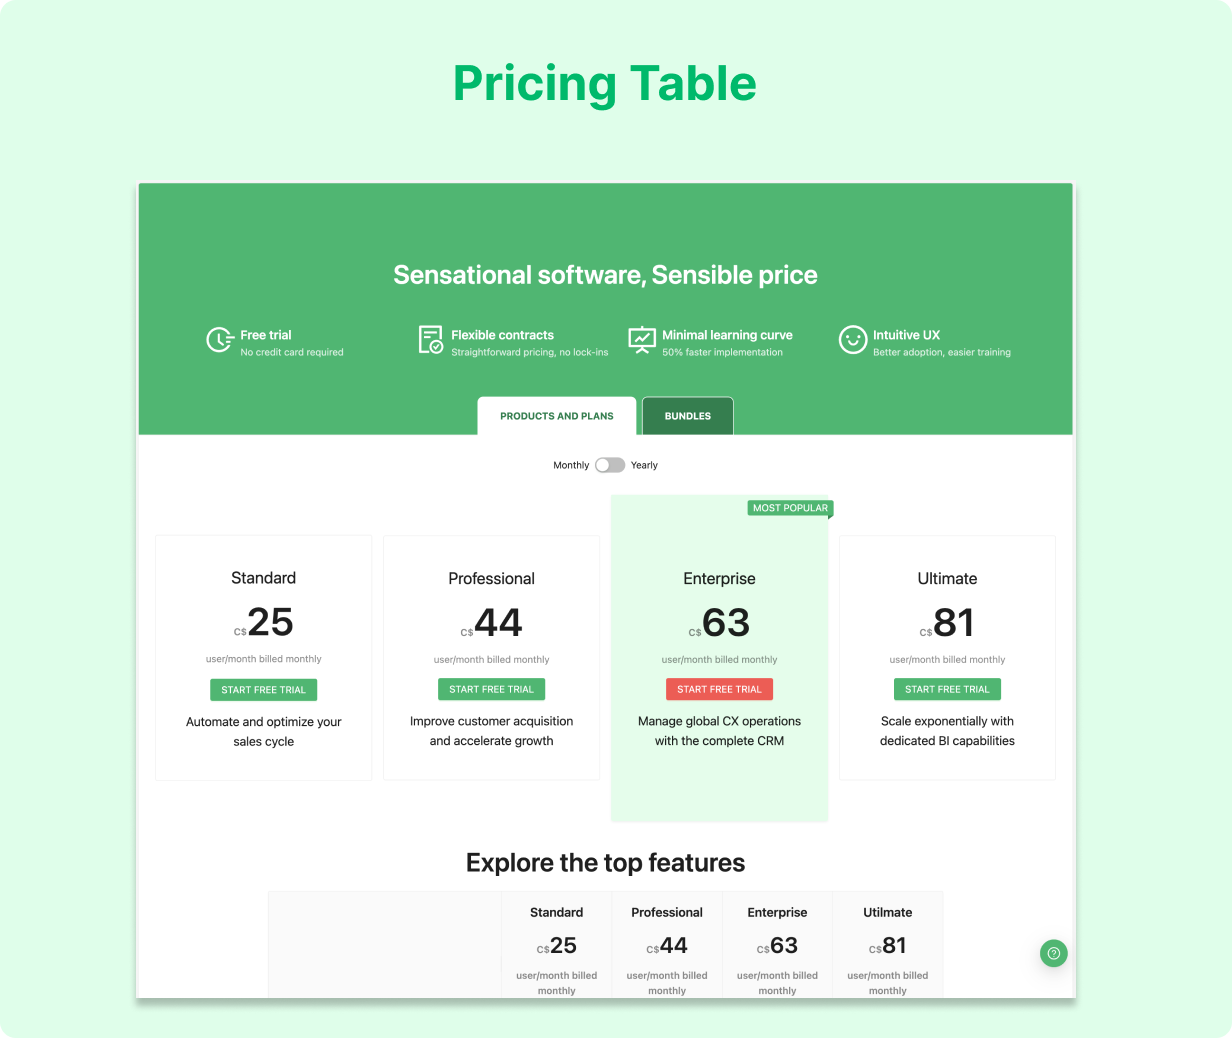 Pricing Table
Sensational software, Sensible price
Free trial
No credit card required
Flexible contracts
Straightforward pricing, no lock-ins
Minimal learning curve
50% faster implementation
Intuitive UX
Better adoption, easier training
PRODUCTS AND PLANS
BUNDLES
Monthly
Yearly
MOST POPULAR
Standard
C$25
user/month billed monthly
START FREE TRIAL
Automate and optimize your
sales cycle
Professional
C$44
user/month billed monthly
START FREE TRIAL
Improve customer acquisition
and accelerate growth
Enterprise
C$63
user/month billed monthly
START FREE TRIAL
Manage global CX operations
with the complete CRM
Ultimate
C$81
user/month billed monthly
START FREE TRIAL
Scale exponentially with
dedicated BI capabilities
Explore the top features
Standard
C$25
user/month billed
monthly
Professional
C$44
user/month billed
monthly
Enterprise
C$63
user/month billed
monthly
Utilmate
C$81
user/month billed
monthly